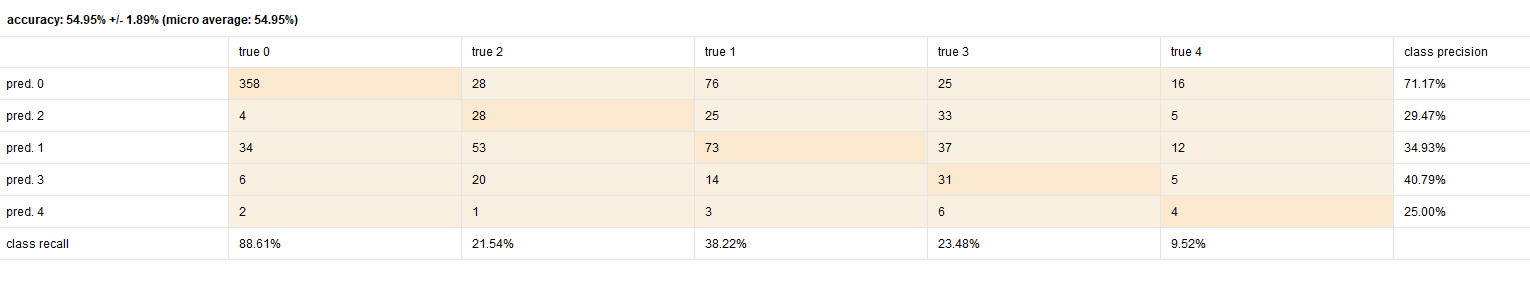 accuracy: 54.95% +/- 1.89% (micro average: 54.95%)
true 0 true 2 true 1 true 3 true 4 class precision
pred. 0 358 28 76 25 16 71.17%
pred. 2 4 28 25 33 5 29.47%
pred. 1 34 53 73 37 12 34.93%
pred. 3 6 20 14 31 5 40.79%
pred. 4 2 1 3 6 4 25.00%
class recall 88.61% 21.54% 38.22% 23.48% 9.52%